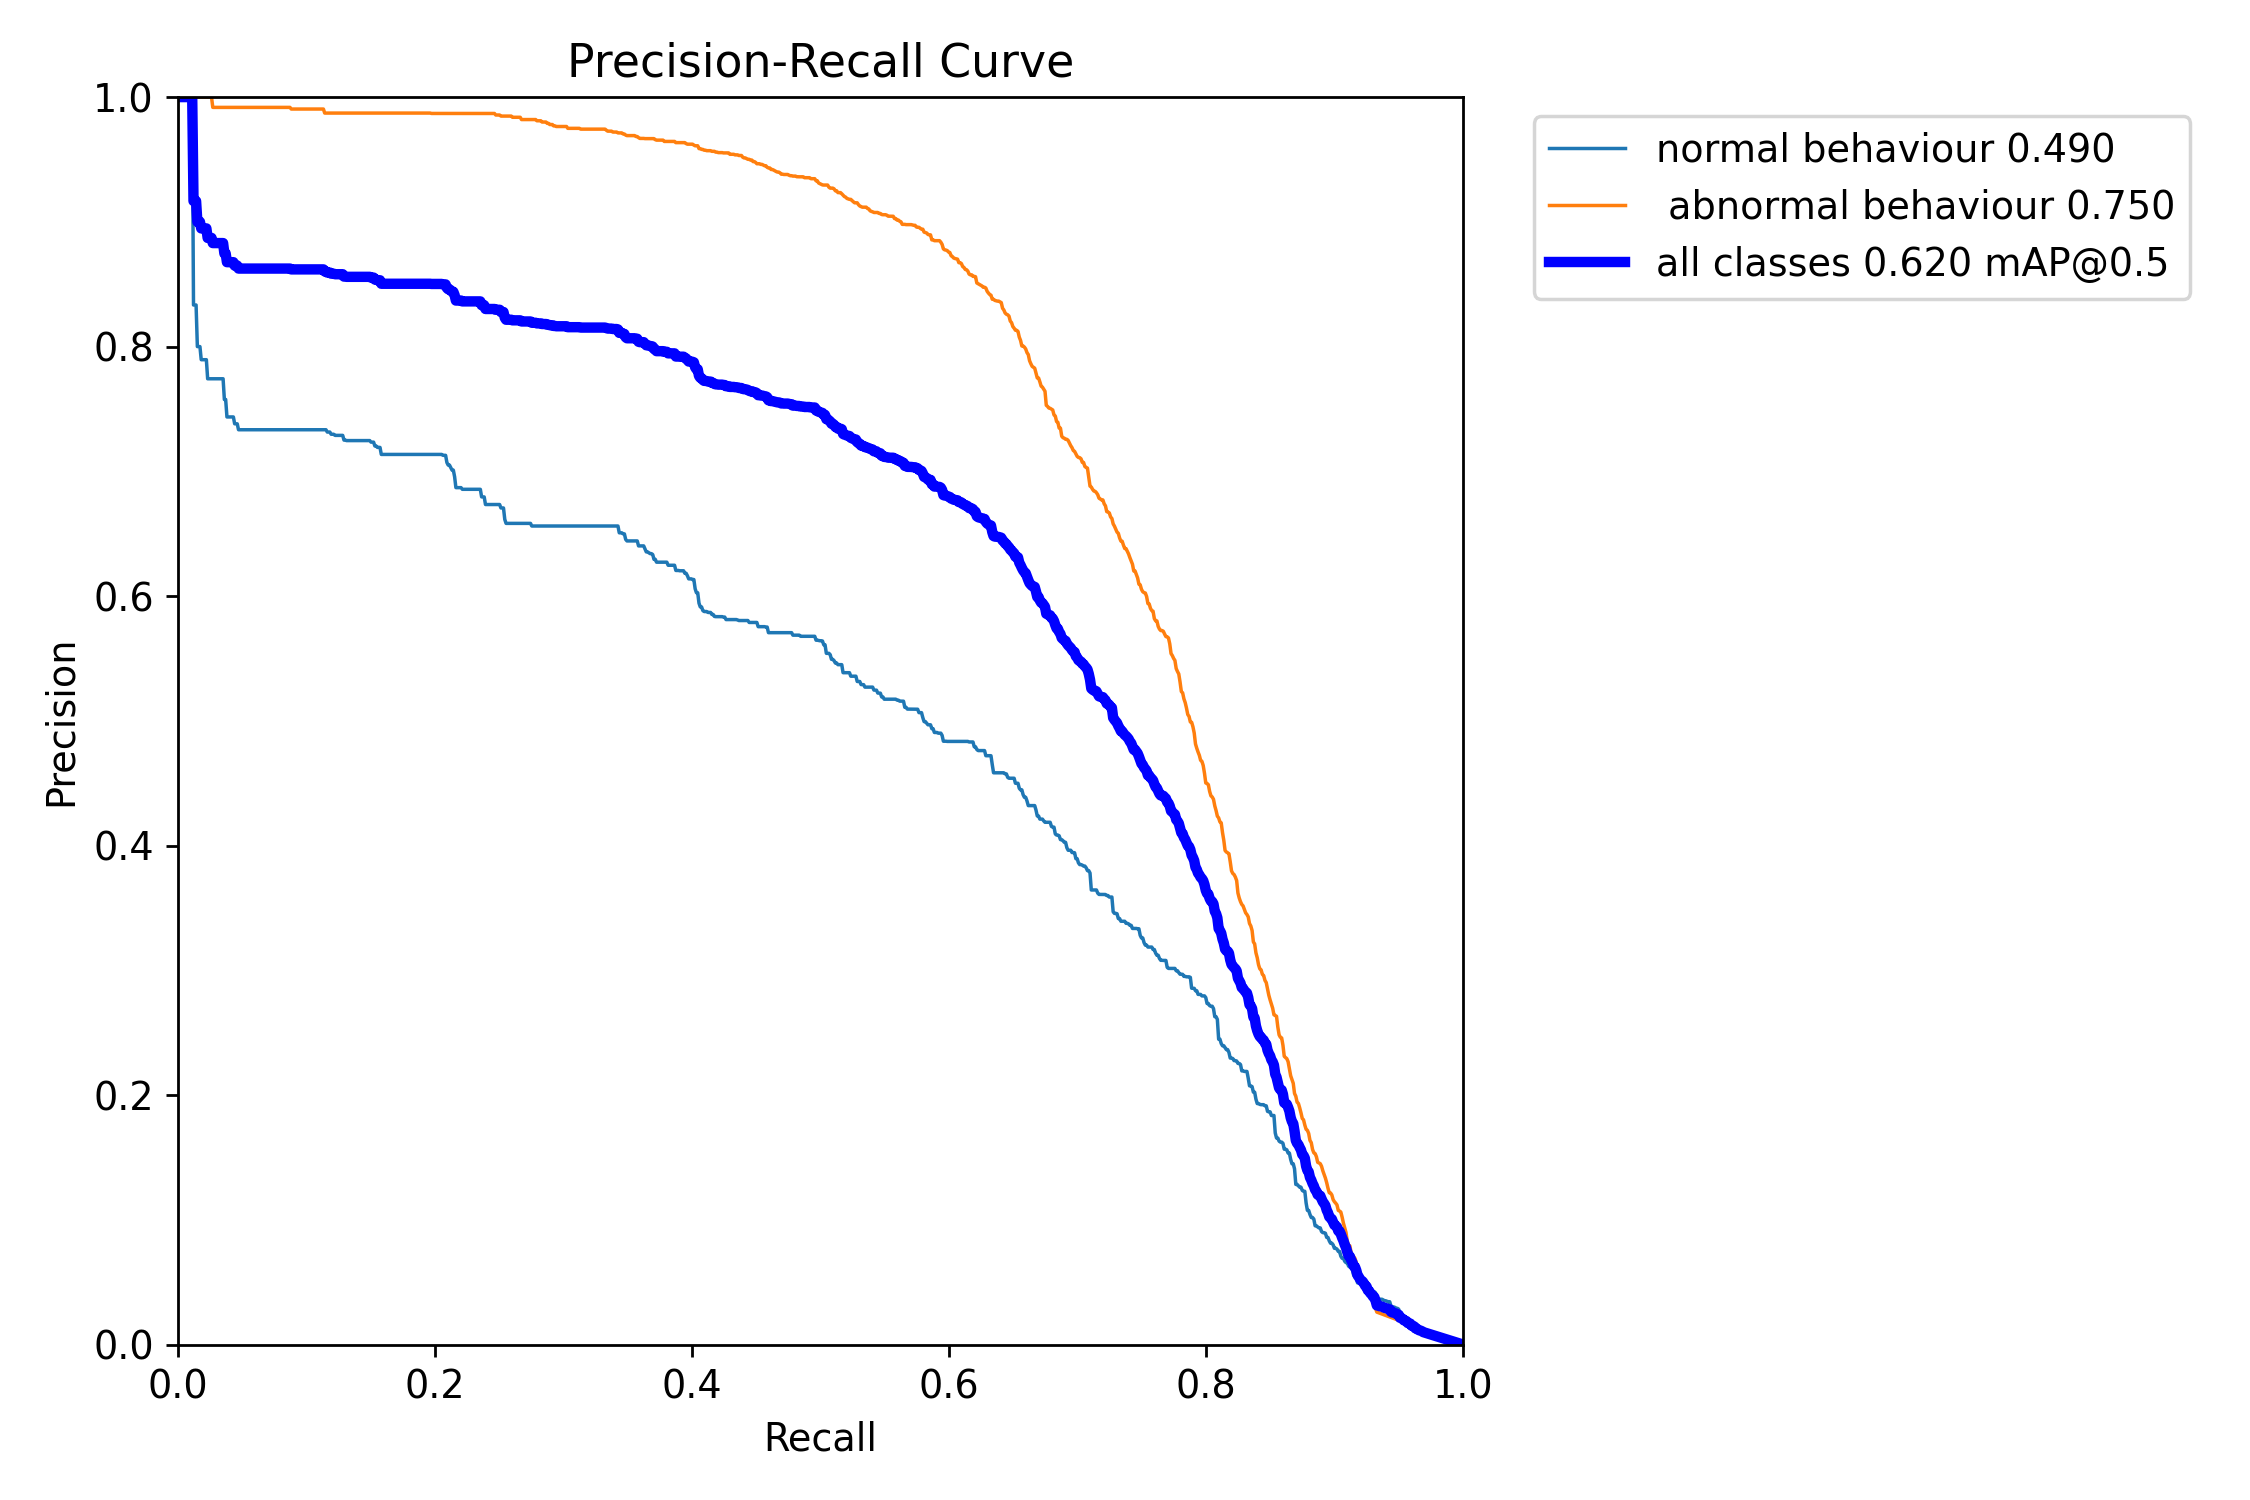 Precision-Recall Curve
normal behaviour 0.490
abnormal behaviour 0.750
all classes 0.620 mAP@0.5
Precision
1.0
0.8
0.6
0.4
0.2
0.0
0.0 0.2 0.4 0.6 0.8 1.0
Recall